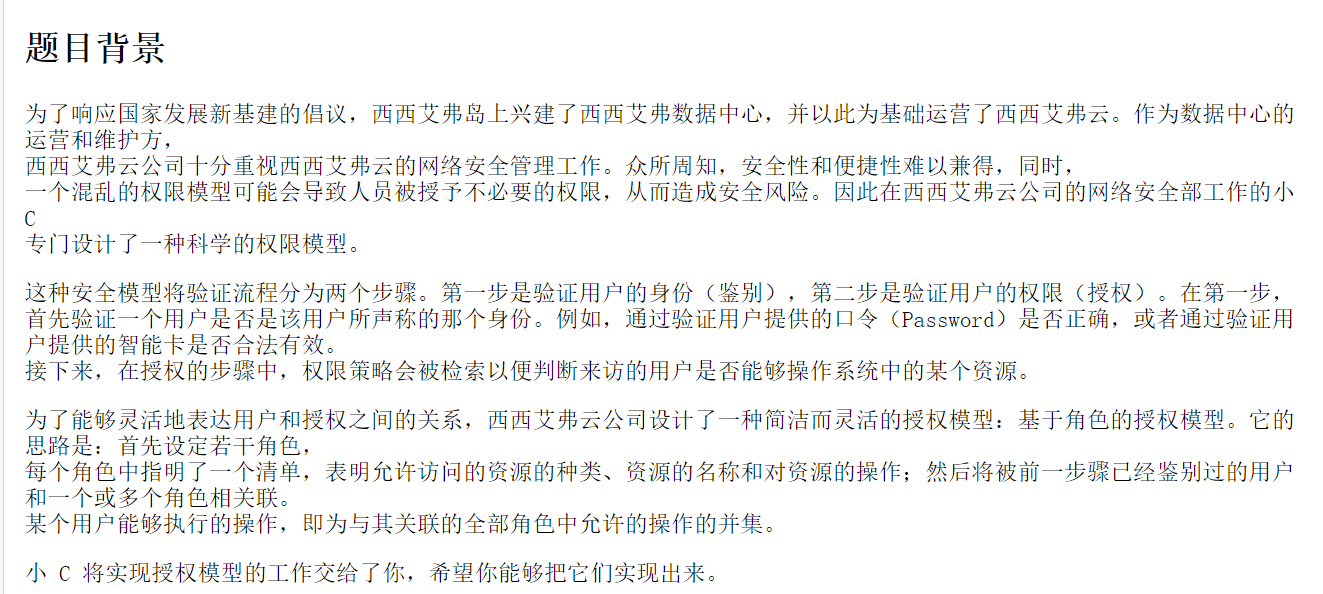 题目背景
为了响应国家发展新基建的倡议，西西艾弗岛上兴建了西西艾弗数据中心，并以此为基础运营了西西艾弗云。作为数据中心的
运营和维护方，
西西艾弗云公司十分重视西西艾弗云的网络安全管理工作。众所周知，安全性和便捷性难以兼得，同时，
一个混乱的权限模型可能会导致人员被授予不必要的权限，从而造成安全风险。因此在西西艾弗云公司的网络安全部工作的小
C
专门设计了一种科学的权限模型。
这种安全模型将验证流程分为两个步骤。第一步是验证用户的身份（鉴别），第二步是验证用户的权限（授权）。在第一步，
首先验证一个用户是否是该用户所声称的那个身份。例如，通过验证用户提供的口令（Password）是否正确，或者通过验证用
户提供的智能卡是否合法有效。
接下来，在授权的步骤中，权限策略会被检索以便判断来访的用户是否能够操作系统中的某个资源。
为了能够灵活地表达用户和授权之间的关系，西西艾弗云公司设计了一种简洁而灵活的授权模型：基于角色的授权模型。它的
思路是：首先设定若干角色，
每个角色中指明了一个清单，表明允许访问的资源的种类、资源的名称和对资源的操作；然后将被前一步骤已经鉴别过的用户
和一个或多个角色相关联。
某个用户能够执行的操作，即为与其关联的全部角色中允许的操作的并集。
小 C 将实现授权模型的工作交给了你，希望你能够把它们实现出来。